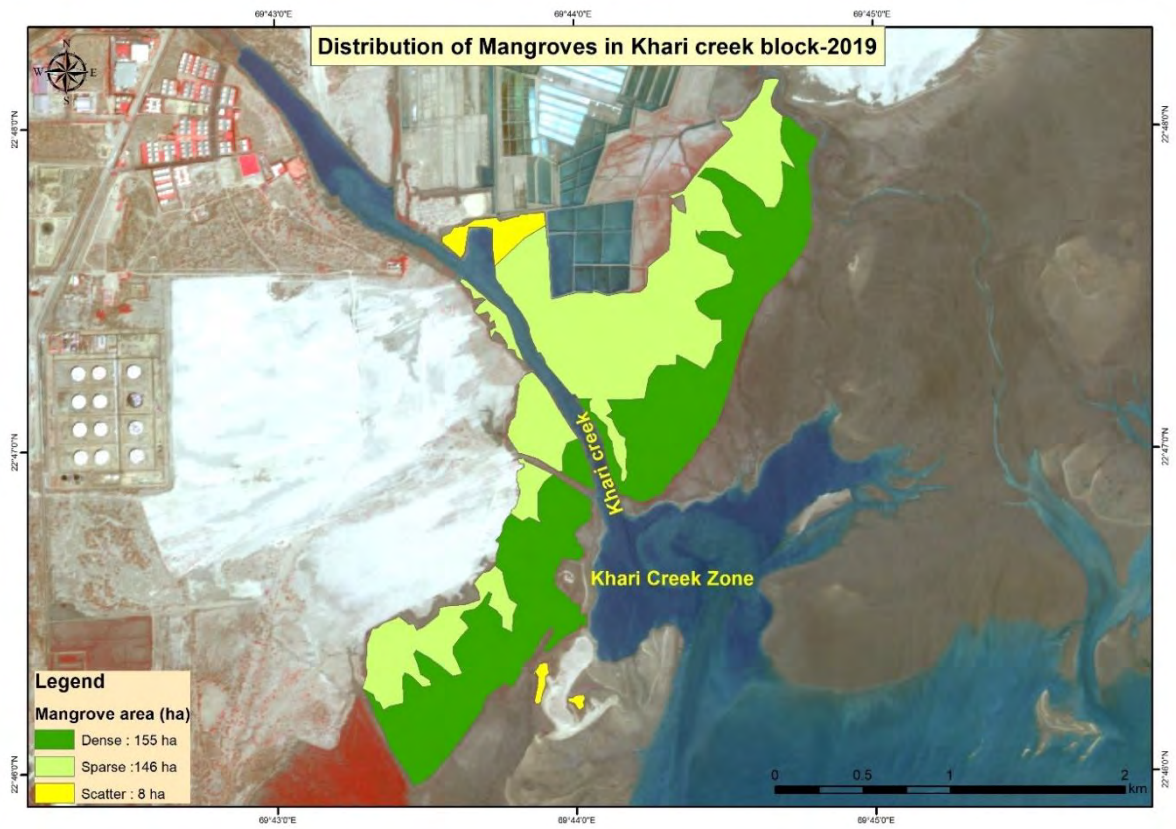 69°43'0"E 69°44'0"E 69°45'0"E
Distribution of Mangroves in Khari creek block-2019
N
W E
S
22°48'0"N 22°48'0"N
22°47'0"N 22°47'0"N
Khari creek
Khari Creek Zone
Legend
Mangrove area (ha)
Dense : 155 ha
Sparse :146 ha
Scatter : 8 ha
0 0.5 1 2
km
22°46'0"N 22°46'0"N
69°43'0"E 69°44'0"E 69°45'0"E